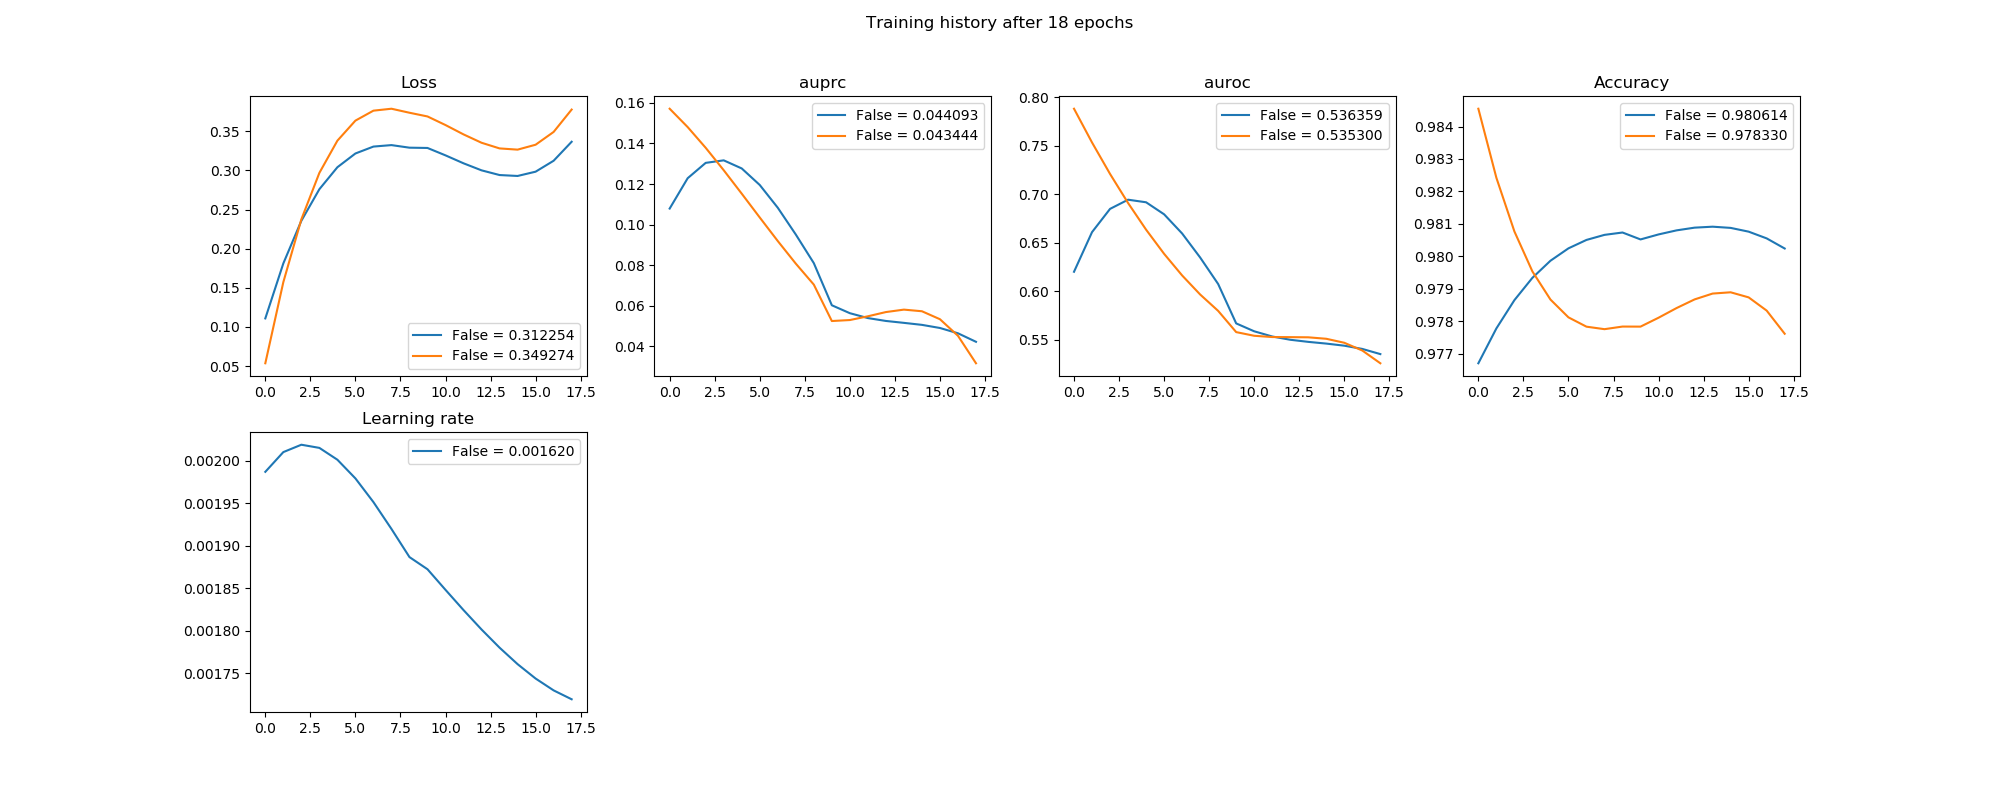 Training history after 18 epochs
Loss
0.35
0.30
0.25
0.20
0.15
0.10
0.05
False = 0.312254
False = 0.349274
0.0 2.5 5.0 7.5 10.0 12.5 15.0 17.5
auprc
0.16
0.14
0.12
0.10
0.08
0.06
0.04
False = 0.044093
False = 0.043444
0.0 2.5 5.0 7.5 10.0 12.5 15.0 17.5
auroc
0.80
0.75
0.70
0.65
0.60
0.55
False = 0.536359
False = 0.535300
0.0 2.5 5.0 7.5 10.0 12.5 15.0 17.5
Accuracy
0.984
0.983
0.982
0.981
0.980
0.979
0.978
0.977
False = 0.980614
False = 0.978330
0.0 2.5 5.0 7.5 10.0 12.5 15.0 17.5
Learning rate
0.00200
0.00195
0.00190
0.00185
0.00180
0.00175
False = 0.001620
0.0 2.5 5.0 7.5 10.0 12.5 15.0 17.5